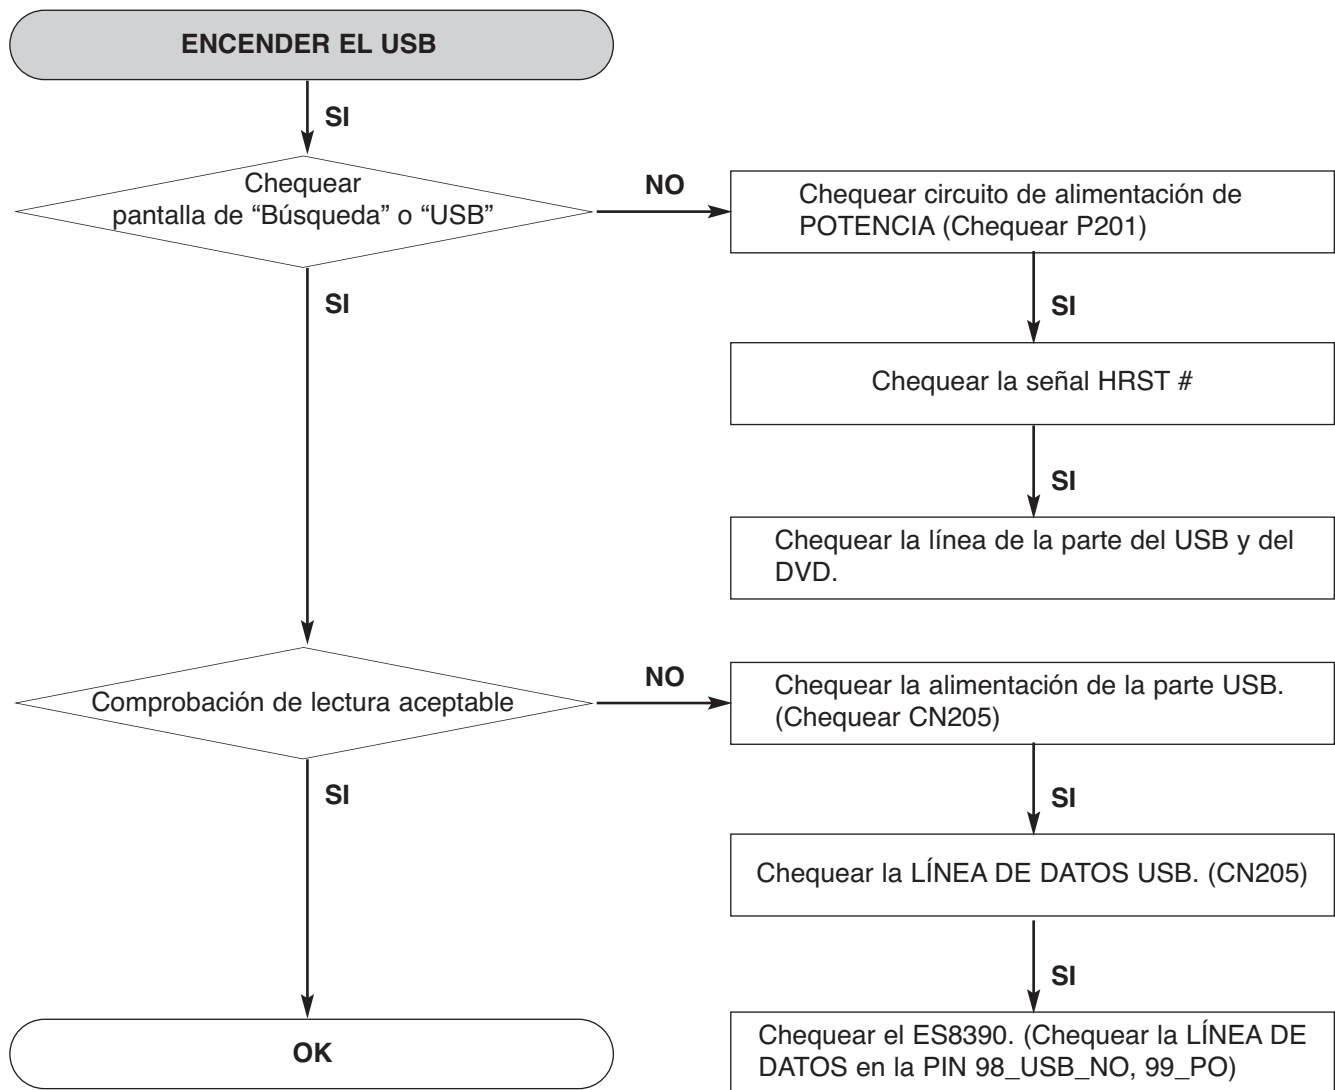 ENCENDER EL USB
SI
Chequear
pantalla de “Búsqueda” o “USB”
NO
Chequear circuito de alimentación de
POTENCIA (Chequear P201)
SI
SI
Chequear la señal HRST #
SI
Chequear la línea de la parte del USB y del
DVD.
Comprobación de lectura aceptable
NO
Chequear la alimentación de la parte USB.
(Chequear CN205)
SI
SI
Chequear la LÍNEA DE DATOS USB. (CN205)
SI
OK
Chequear el ES8390. (Chequear la LÍNEA DE
DATOS en la PIN 98_USB_NO, 99_PO)